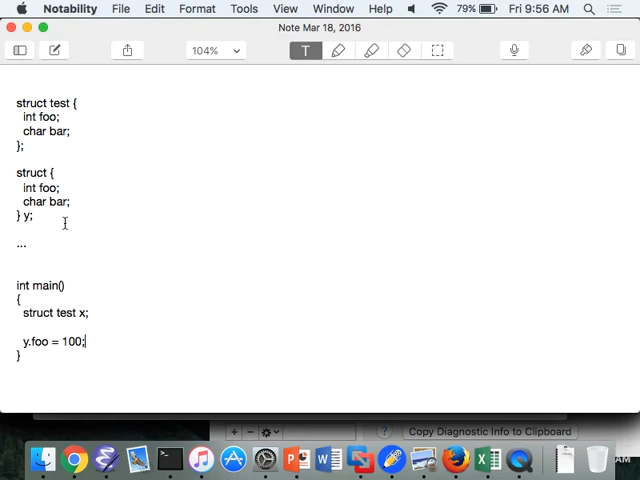 Notability File Edit Format Tools View Window Help 79% Fri 9:56 AM
Note Mar 18, 2016
104% T
struct test {
int foo;
char bar;
};
struct {
int foo;
char bar;
} y;
...
int main()
{
struct test x;
y.foo = 100;
}
+ − ? Copy Diagnostic Info to Clipboard
AM